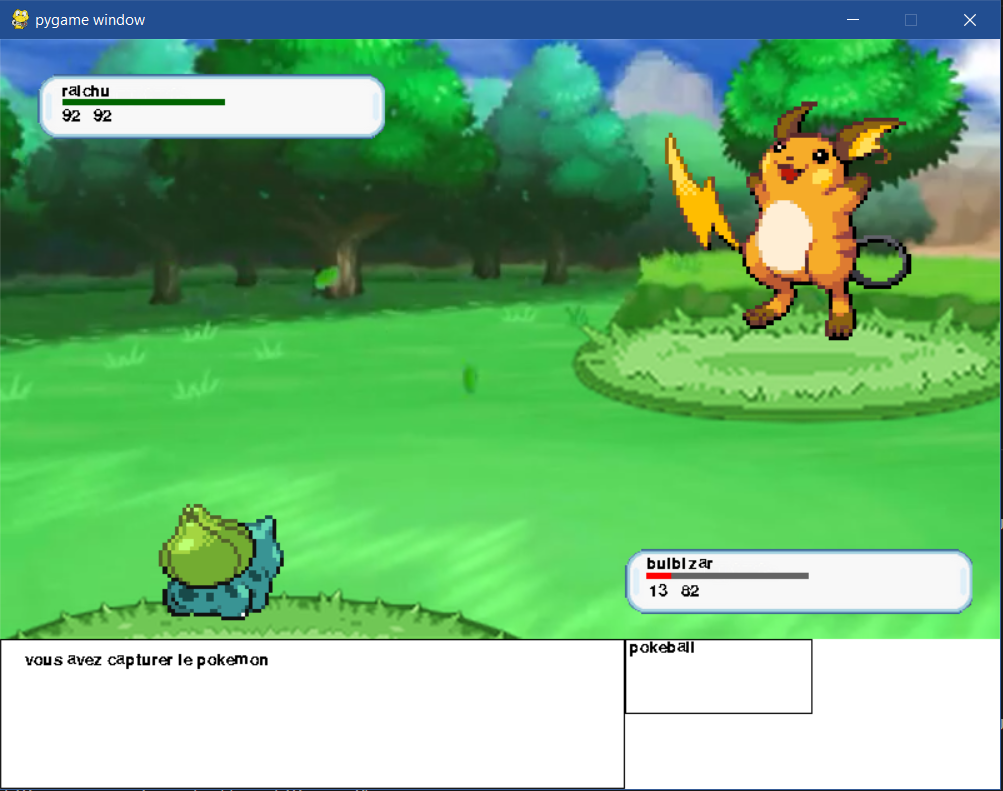 pygame window
raichu
92 92
bulbizar
13 82
vous avez capturer le pokemon
pokeball